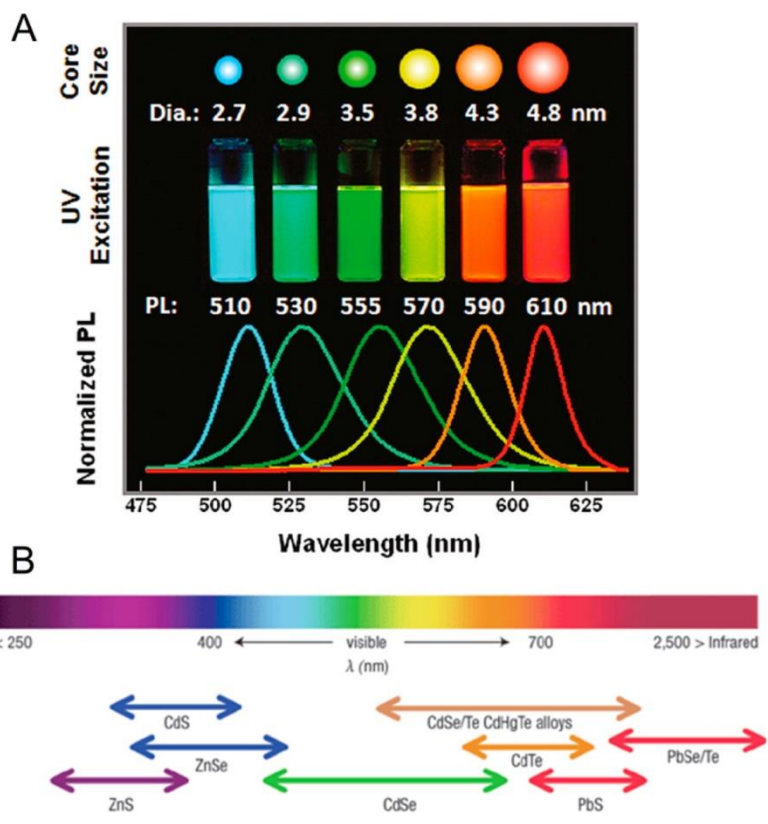 A
Core
Size
Dia.: 2.7 2.9 3.5 3.8 4.3 4.8 nm
UV
Excitation
PL: 510 530 555 570 590 610 nm
Normalized PL
475 500 525 550 575 600 625
Wavelength (nm)
B
< 250 400 visible 700 2,500 > Infrared
λ (nm)
CdS
CdSe/Te CdHgTe alloys
ZnSe
CdTe
PbSe/Te
ZnS
CdSe
PbS